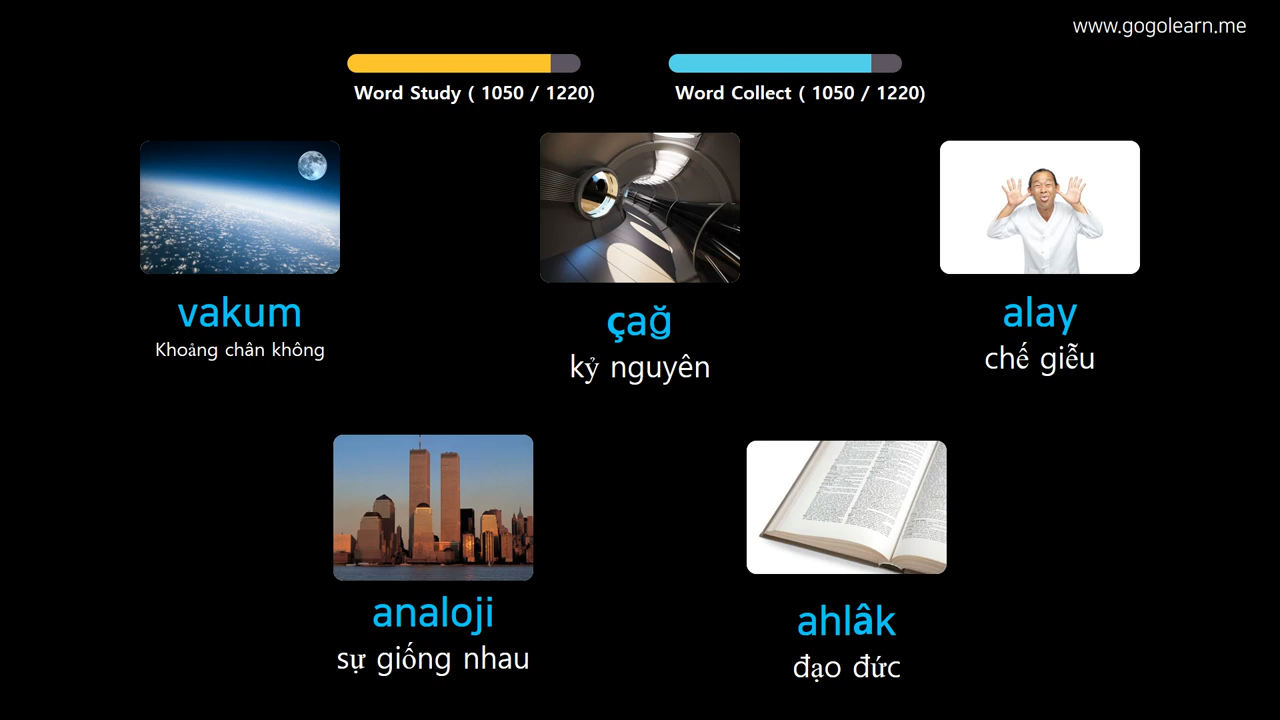 www.gogolearn.me
Word Study ( 1050 / 1220)
Word Collect ( 1050 / 1220)
vakum
Khoảng chân không
çağ
kỷ nguyên
alay
chế giễu
analoji
sự giống nhau
ahlâk
đạo đức